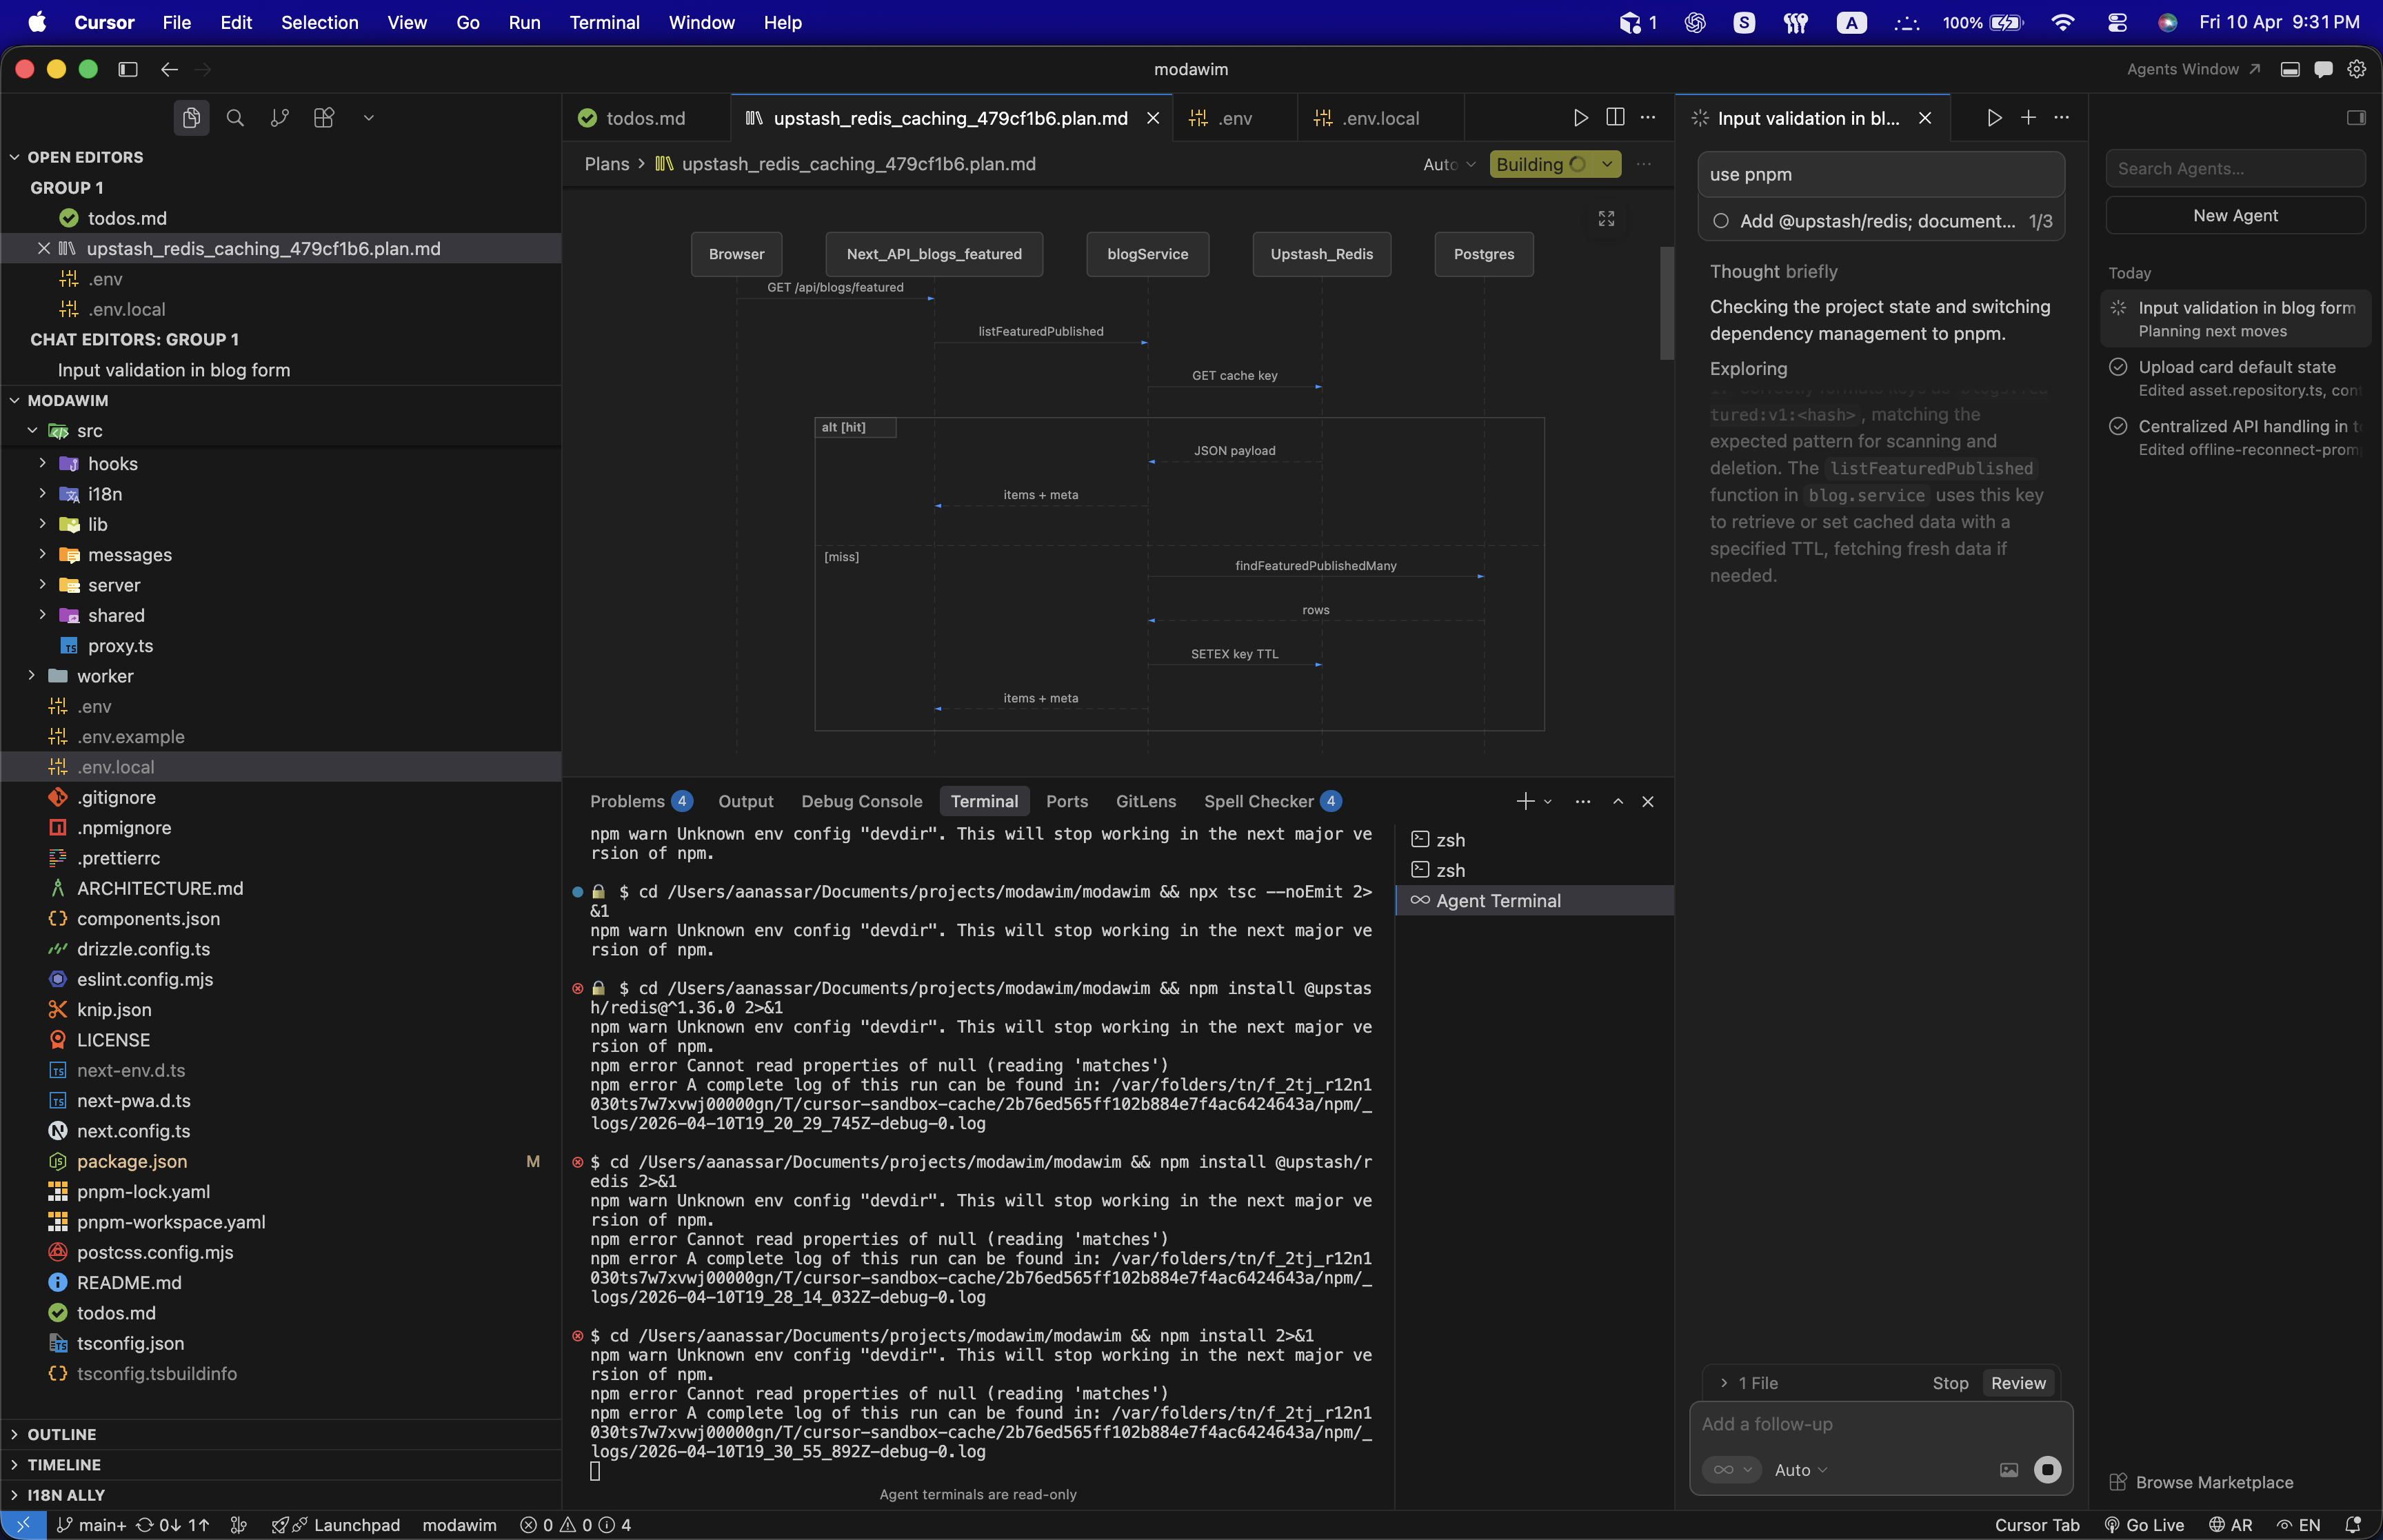 Cursor File Edit Selection View Go Run Terminal Window Help
1 S A 100% Fri 10 Apr 9:31 PM
modawim
Agents Window
OPEN EDITORS
GROUP 1
todos.md
upstash_redis_caching_479cf1b6.plan.md
.env
.env.local
CHAT EDITORS: GROUP 1
Input validation in blog form
MODAWIM
src
hooks
i18n
lib
messages
server
shared
proxy.ts
worker
.env
.env.example
.env.local
.gitignore
.npmignore
.prettierrc
ARCHITECTURE.md
components.json
drizzle.config.ts
eslint.config.mjs
knip.json
LICENSE
next-env.d.ts
next-pwa.d.ts
next.config.ts
package.json M
pnpm-lock.yaml
pnpm-workspace.yaml
postcss.config.mjs
README.md
todos.md
tsconfig.json
tsconfig.tsbuildinfo
OUTLINE
TIMELINE
I18N ALLY
todos.md upstash_redis_caching_479cf1b6.plan.md .env .env.local
Plans > upstash_redis_caching_479cf1b6.plan.md
Auto Building
Browser Next_API_blogs_featured blogService Upstash_Redis Postgres
GET /api/blogs/featured
listFeaturedPublished
GET cache key
alt [hit]
JSON payload
items + meta
[miss]
findFeaturedPublishedMany
rows
SETEX key TTL
items + meta
Problems 4 Output Debug Console Terminal Ports GitLens Spell Checker 4
npm warn Unknown env config "devdir". This will stop working in the next major ve
rsion of npm.
$ cd /Users/aanassar/Documents/projects/modawim/modawim && npx tsc --noEmit 2>
&1
npm warn Unknown env config "devdir". This will stop working in the next major ve
rsion of npm.
$ cd /Users/aanassar/Documents/projects/modawim/modawim && npm install @upstas
h/redis@^1.36.0 2>&1
npm warn Unknown env config "devdir". This will stop working in the next major ve
rsion of npm.
npm error Cannot read properties of null (reading 'matches')
npm error A complete log of this run can be found in: /var/folders/tn/f_2tj_r12n1
030ts7w7xvwj00000gn/T/cursor-sandbox-cache/2b76ed565ff102b884e7f4ac6424643a/npm/_
logs/2026-04-10T19_20_29_745Z-debug-0.log
$ cd /Users/aanassar/Documents/projects/modawim/modawim && npm install @upstash/r
edis 2>&1
npm warn Unknown env config "devdir". This will stop working in the next major ve
rsion of npm.
npm error Cannot read properties of null (reading 'matches')
npm error A complete log of this run can be found in: /var/folders/tn/f_2tj_r12n1
030ts7w7xvwj00000gn/T/cursor-sandbox-cache/2b76ed565ff102b884e7f4ac6424643a/npm/_
logs/2026-04-10T19_28_14_032Z-debug-0.log
$ cd /Users/aanassar/Documents/projects/modawim/modawim && npm install 2>&1
npm warn Unknown env config "devdir". This will stop working in the next major ve
rsion of npm.
npm error Cannot read properties of null (reading 'matches')
npm error A complete log of this run can be found in: /var/folders/tn/f_2tj_r12n1
030ts7w7xvwj00000gn/T/cursor-sandbox-cache/2b76ed565ff102b884e7f4ac6424643a/npm/_
logs/2026-04-10T19_30_55_892Z-debug-0.log
Agent terminals are read-only
zsh
zsh
Agent Terminal
Input validation in bl...
use pnpm
Add @upstash/redis; document... 1/3
Thought briefly
Checking the project state and switching
dependency management to pnpm.
Exploring
tured:v1:<hash>, matching the
expected pattern for scanning and
deletion. The listFeaturedPublished
function in blog.service uses this key
to retrieve or set cached data with a
specified TTL, fetching fresh data if
needed.
1 File Stop Review
Add a follow-up
Auto
Search Agents...
New Agent
Today
Input validation in blog form
Planning next moves
Upload card default state
Edited asset.repository.ts, con
Centralized API handling in
Edited offline-reconnect-prom
Browse Marketplace
main+ 0↓ 1↑ Launchpad modawim 0 0 4
Cursor Tab Go Live AR EN